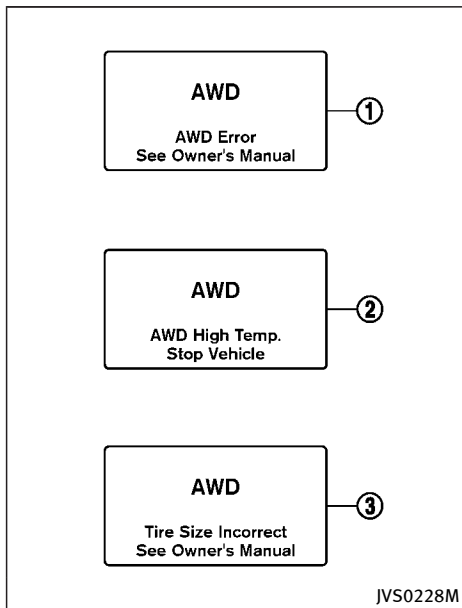 AWD
AWD Error
See Owner's Manual
1
AWD
AWD High Temp.
Stop Vehicle
2
AWD
Tire Size Incorrect
See Owner's Manual
3
JVS0228M